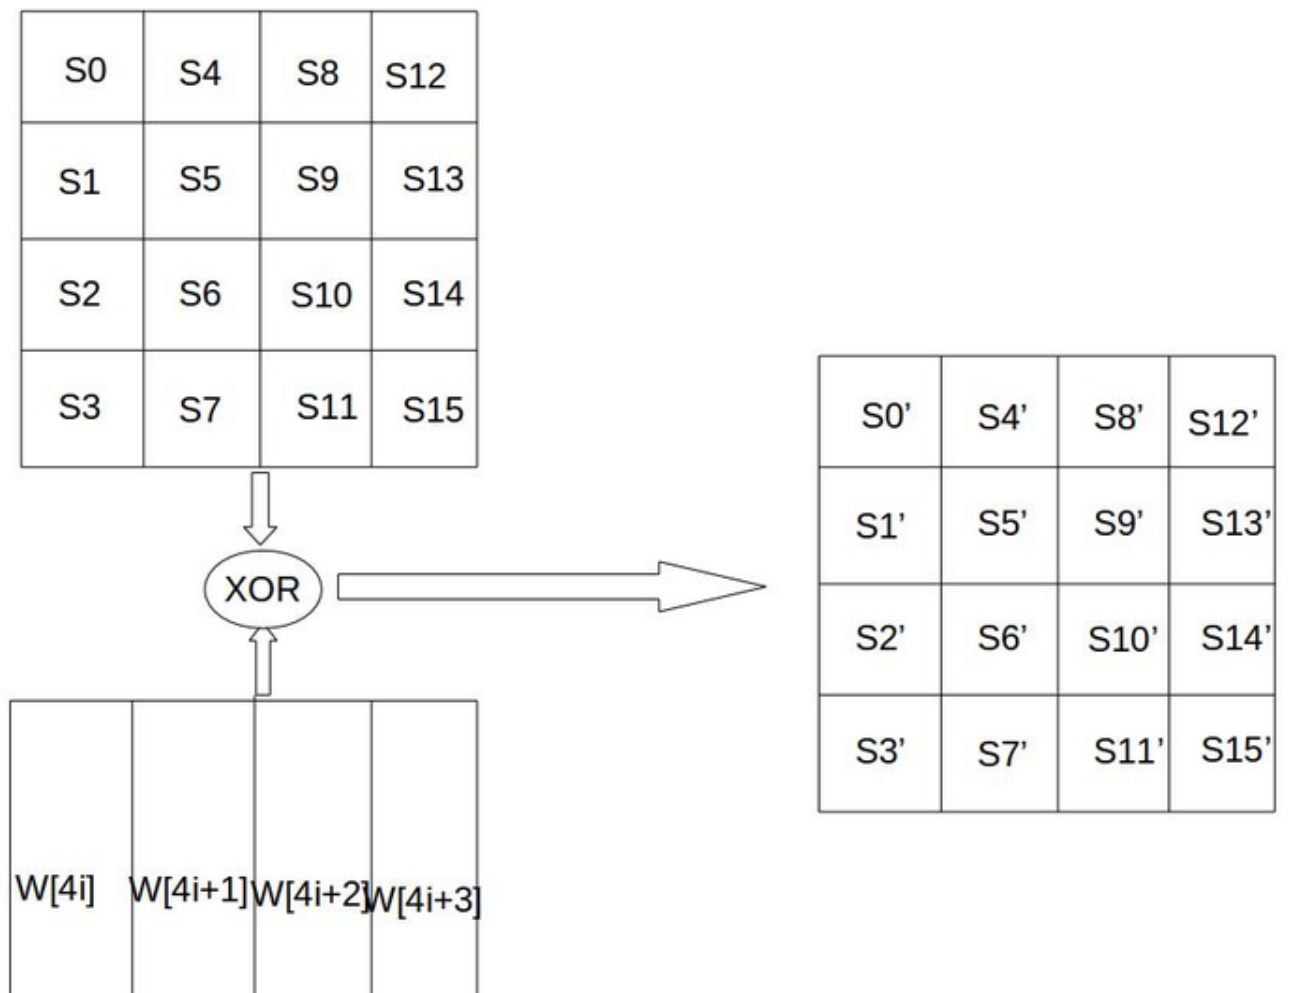 S0 S4 S8 S12
S1 S5 S9 S13
S2 S6 S10 S14
S3 S7 S11 S15
XOR
W[4i] W[4i+1] W[4i+2] W[4i+3]
S0’ S4’ S8’ S12’
S1’ S5’ S9’ S13’
S2’ S6’ S10’ S14’
S3’ S7’ S11’ S15’